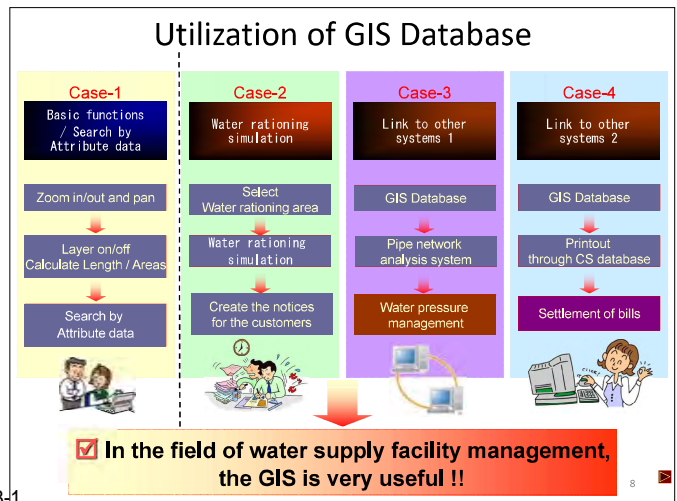 Utilization of GIS Database
Case-1
Basic functions
/ Search by
Attribute data
Zoom in/out and pan
Layer on/off
Calculate Length / Areas
Search by
Attribute data
Case-2
Water rationing
simulation
Select
Water rationing area
Water rationing
simulation
Create the notices
for the customers
Case-3
Link to other
systems 1
GIS Database
Pipe network
analysis system
Water pressure
management
Case-4
Link to other
systems 2
GIS Database
Printout
through CS database
Settlement of bills
In the field of water supply facility management,
the GIS is very useful !!
8